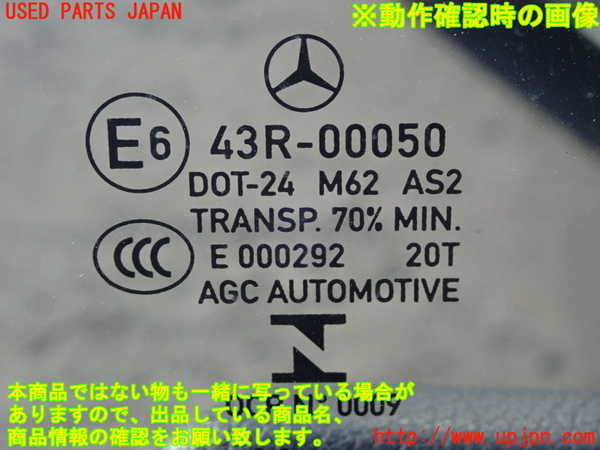 USED PARTS JAPAN
※動作確認時の画像
E6
43R-00050
DOT-24 M62 AS2
TRANSP. 70% MIN.
CCC
E 000292 20T
AGC AUTOMOTIVE
本商品ではない物も一緒に写っている場合が
ありますので、出品している商品名、
商品情報の確認をお願い致します。
0009
http://www.upjpn.com/